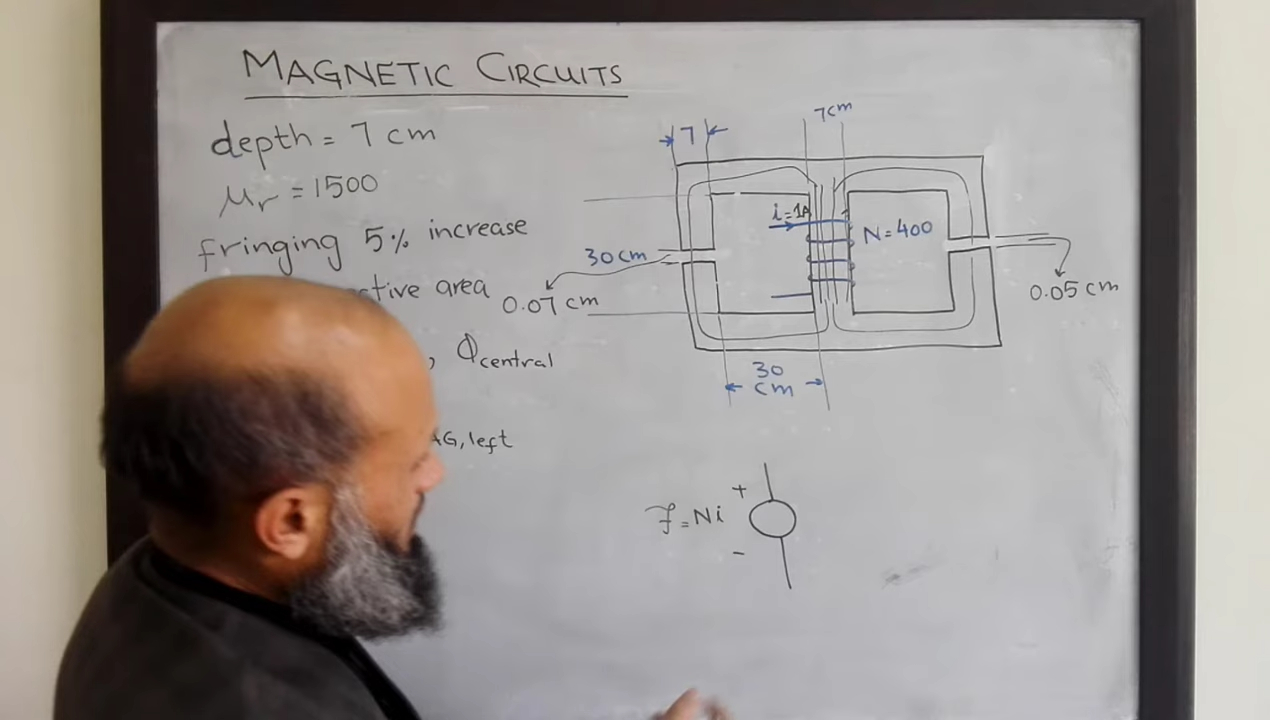 MAGNETIC CIRCUITS
depth = 7 cm
μr = 1500
fringing 5% increase
area
, Φcentral
AG, left
7
7cm
i=1A
N=400
30 cm
0.07 cm
0.05 cm
30
cm
+
ℱ=Ni
-